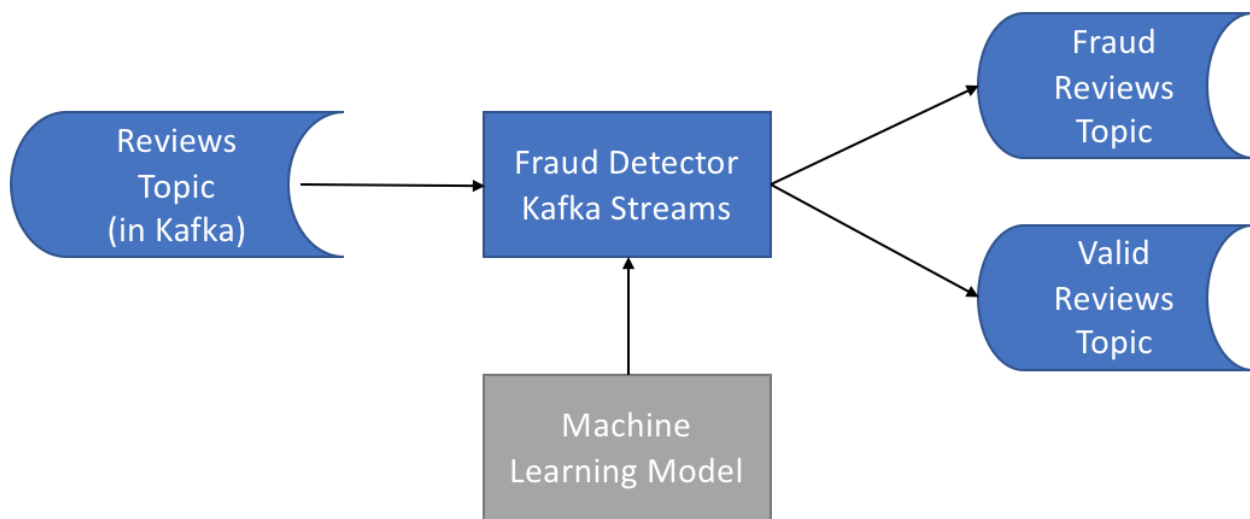 Reviews
Topic
(in Kafka)
Fraud Detector
Kafka Streams
Machine
Learning Model
Fraud
Reviews
Topic
Valid
Reviews
Topic